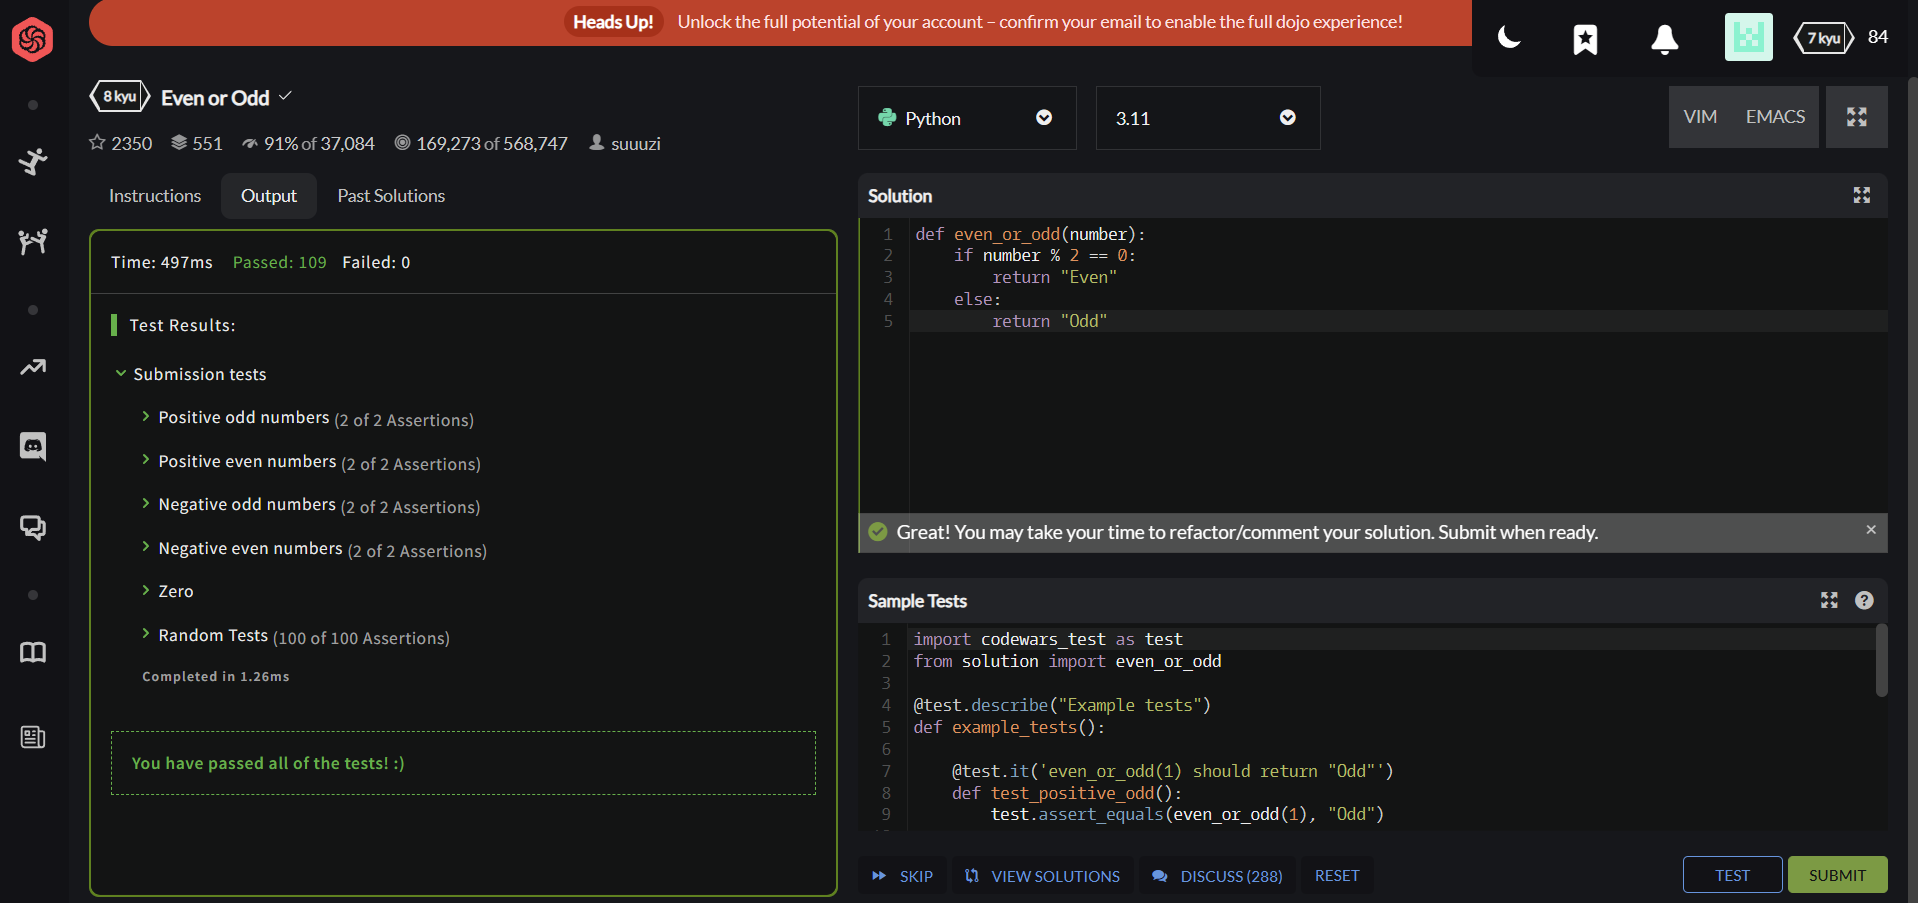 Heads Up! Unlock the full potential of your account – confirm your email to enable the full dojo experience!
7 kyu 84
8 kyu Even or Odd
2350 551 91% of 37,084 169,273 of 568,747 suuuzi
Instructions Output Past Solutions
Time: 497ms Passed: 109 Failed: 0
Test Results:
Submission tests
Positive odd numbers (2 of 2 Assertions)
Positive even numbers (2 of 2 Assertions)
Negative odd numbers (2 of 2 Assertions)
Negative even numbers (2 of 2 Assertions)
Zero
Random Tests (100 of 100 Assertions)
Completed in 1.26ms
You have passed all of the tests! :)
Python 3.11 VIM EMACS
Solution
1 def even_or_odd(number):
2     if number % 2 == 0:
3         return "Even"
4     else:
5         return "Odd"
Great! You may take your time to refactor/comment your solution. Submit when ready. ×
Sample Tests ?
1 import codewars_test as test
2 from solution import even_or_odd
3
4 @test.describe("Example tests")
5 def example_tests():
6
7     @test.it('even_or_odd(1) should return "Odd"')
8     def test_positive_odd():
9         test.assert_equals(even_or_odd(1), "Odd")
SKIP VIEW SOLUTIONS DISCUSS (288) RESET TEST SUBMIT